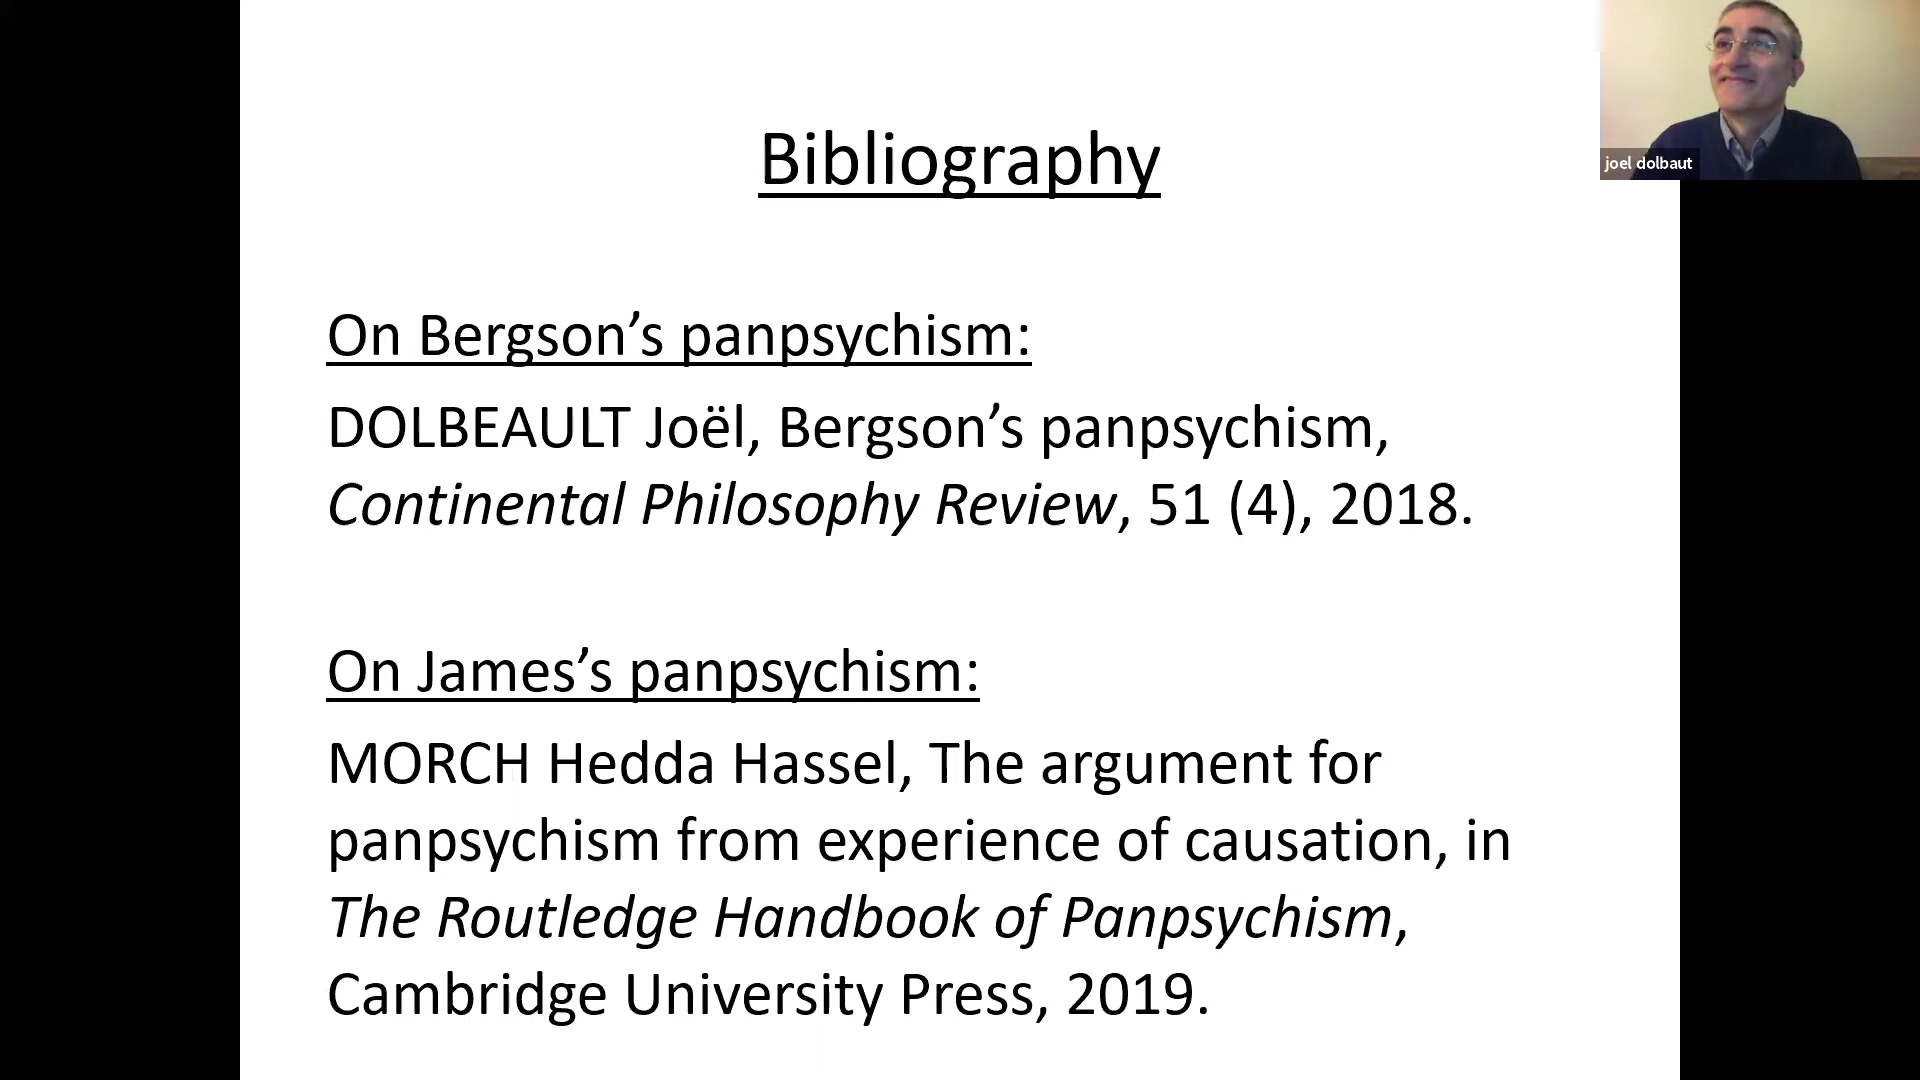 Bibliography
joel dolbaut
On Bergson’s panpsychism:
DOLBEAULT Joël, Bergson’s panpsychism,
Continental Philosophy Review, 51 (4), 2018.
On James’s panpsychism:
MORCH Hedda Hassel, The argument for
panpsychism from experience of causation, in
The Routledge Handbook of Panpsychism,
Cambridge University Press, 2019.